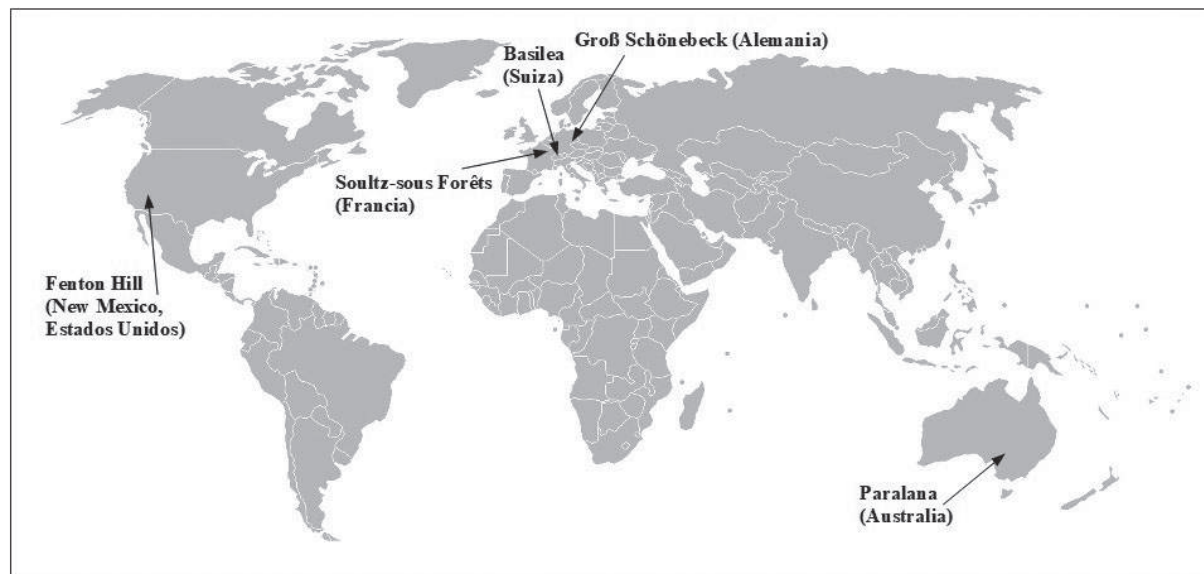 Groß Schönebeck (Alemania)
Basilea
(Suiza)
Soultz-sous Forêts
(Francia)
Fenton Hill
(New Mexico,
Estados Unidos)
Paralana
(Australia)